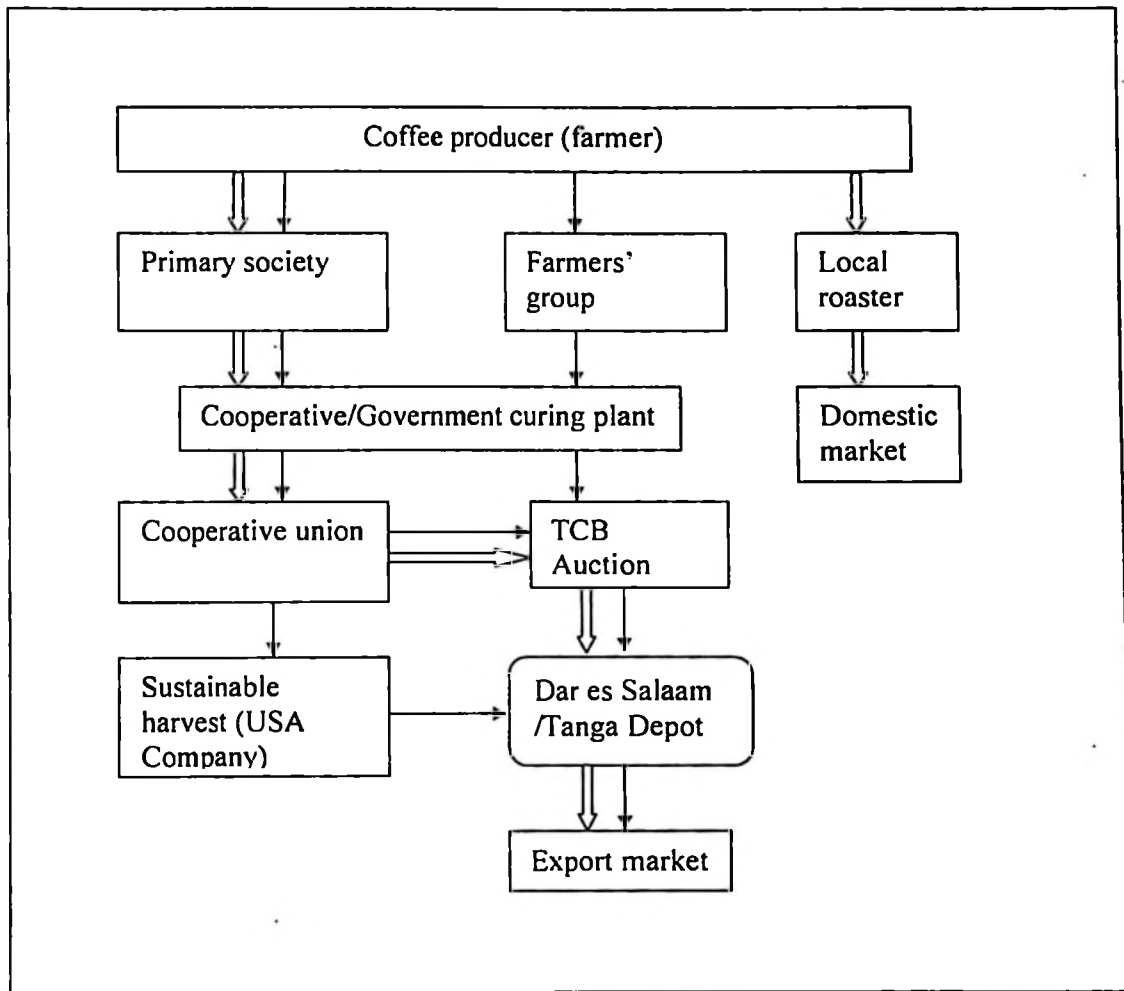 Coffee producer (farmer)
Primary society
Farmers'
group
Local
roaster
Cooperative/Government curing plant
Domestic
market
Cooperative union
TCB
Auction
Sustainable
harvest (USA
Company)
Dar es Salaam
/Tanga Depot
Export market